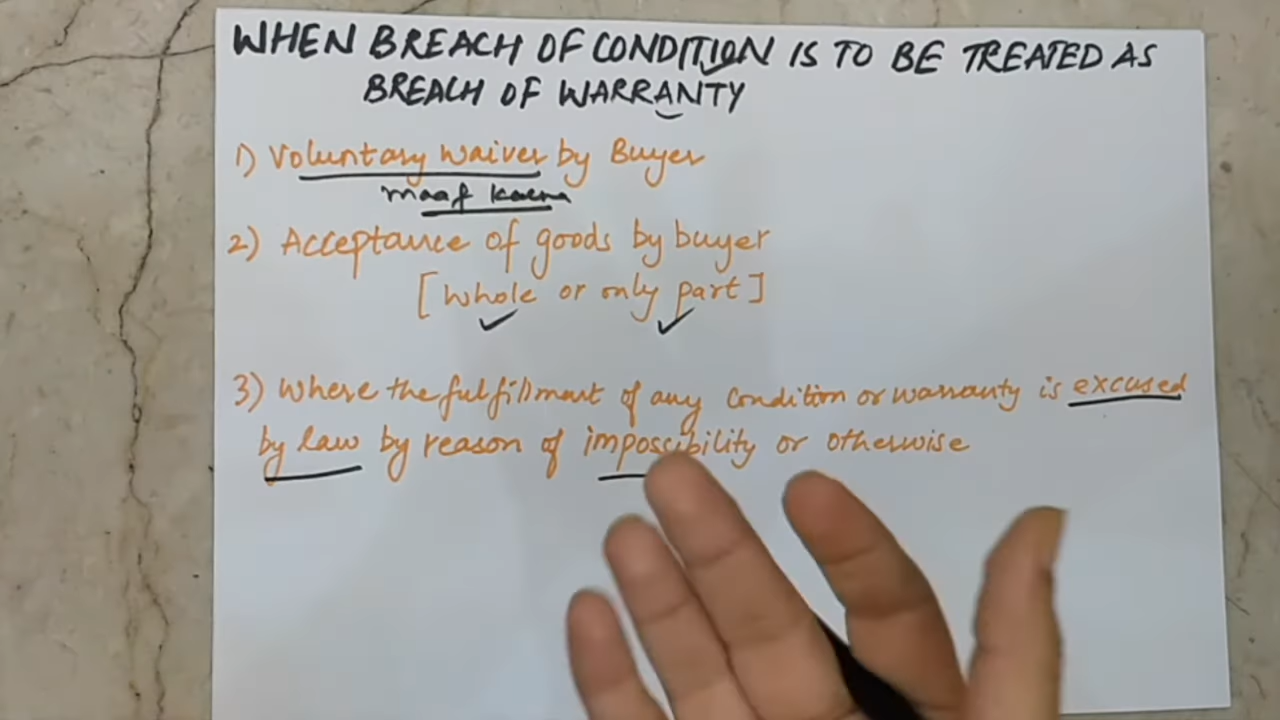 WHEN BREACH OF CONDITION IS TO BE TREATED AS
BREACH OF WARRANTY
1) Voluntary waiver by Buyer
maaf karna
2) Acceptance of goods by buyer
[whole or only part]
3) Where the fulfillment of any condition or warranty is excused
by law by reason of impossibility or otherwise